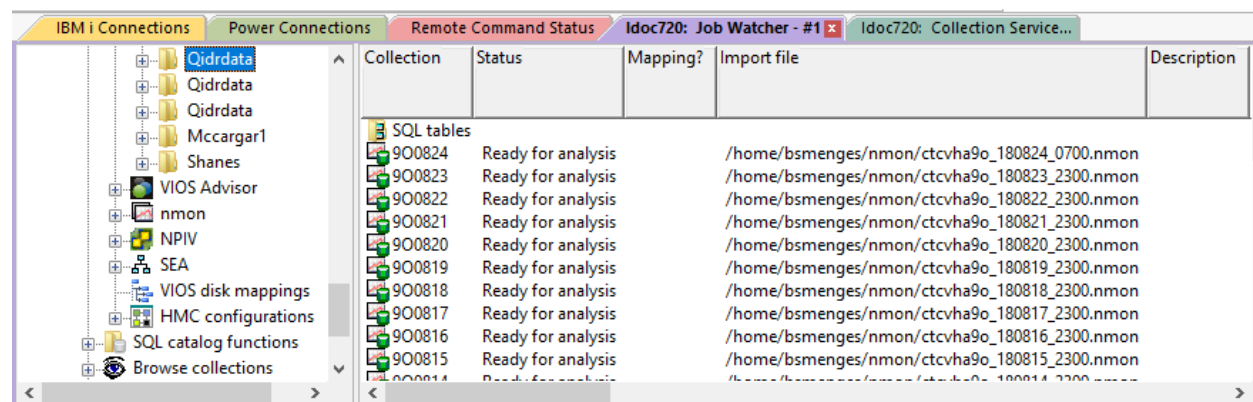 IBM i Connections Power Connections Remote Command Status Idoc720: Job Watcher - #1 Idoc720: Collection Service...
Qidrdata
Qidrdata
Qidrdata
Mccargar1
Shanes
VIOS Advisor
nmon
NPIV
SEA
VIOS disk mappings
HMC configurations
SQL catalog functions
Browse collections
Collection Status Mapping? Import file Description
SQL tables
9O0824 Ready for analysis /home/bsmenges/nmon/ctcvha9o_180824_0700.nmon
9O0823 Ready for analysis /home/bsmenges/nmon/ctcvha9o_180823_2300.nmon
9O0822 Ready for analysis /home/bsmenges/nmon/ctcvha9o_180822_2300.nmon
9O0821 Ready for analysis /home/bsmenges/nmon/ctcvha9o_180821_2300.nmon
9O0820 Ready for analysis /home/bsmenges/nmon/ctcvha9o_180820_2300.nmon
9O0819 Ready for analysis /home/bsmenges/nmon/ctcvha9o_180819_2300.nmon
9O0818 Ready for analysis /home/bsmenges/nmon/ctcvha9o_180818_2300.nmon
9O0817 Ready for analysis /home/bsmenges/nmon/ctcvha9o_180817_2300.nmon
9O0816 Ready for analysis /home/bsmenges/nmon/ctcvha9o_180816_2300.nmon
9O0815 Ready for analysis /home/bsmenges/nmon/ctcvha9o_180815_2300.nmon